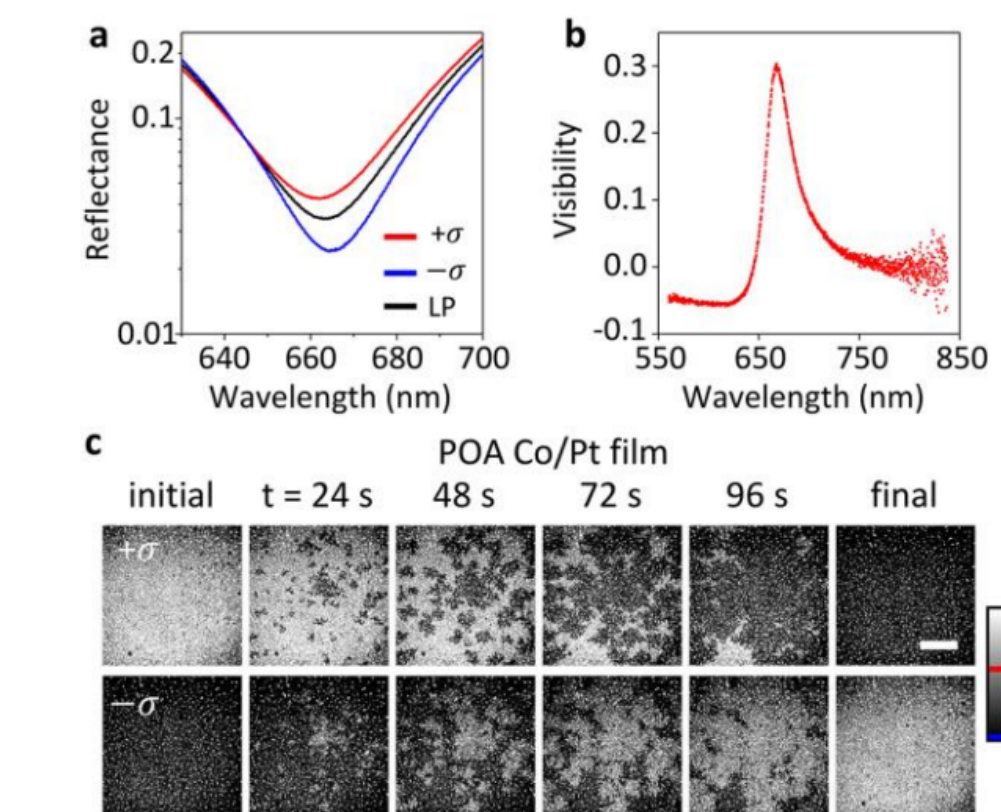 a
0.2
0.1
0.01
Reflectance
+σ
−σ
LP
640 660 680 700
Wavelength (nm)
b
0.3
0.2
0.1
0.0
-0.1
Visibility
550 650 750 850
Wavelength (nm)
c
POA Co/Pt film
initial t = 24 s 48 s 72 s 96 s final
+σ
−σ